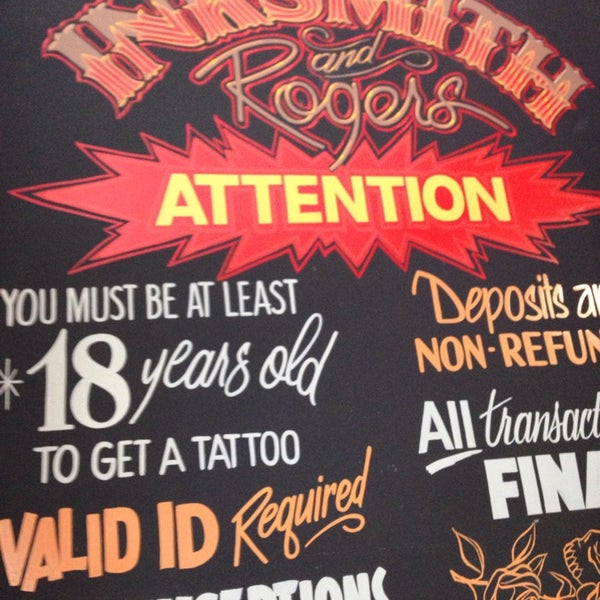 INKSMITH
and
Rogers
ATTENTION
YOU MUST BE AT LEAST
*18 years old
TO GET A TATTOO
VALID ID Required
Deposits
NON-REFUN
All transact
FINA